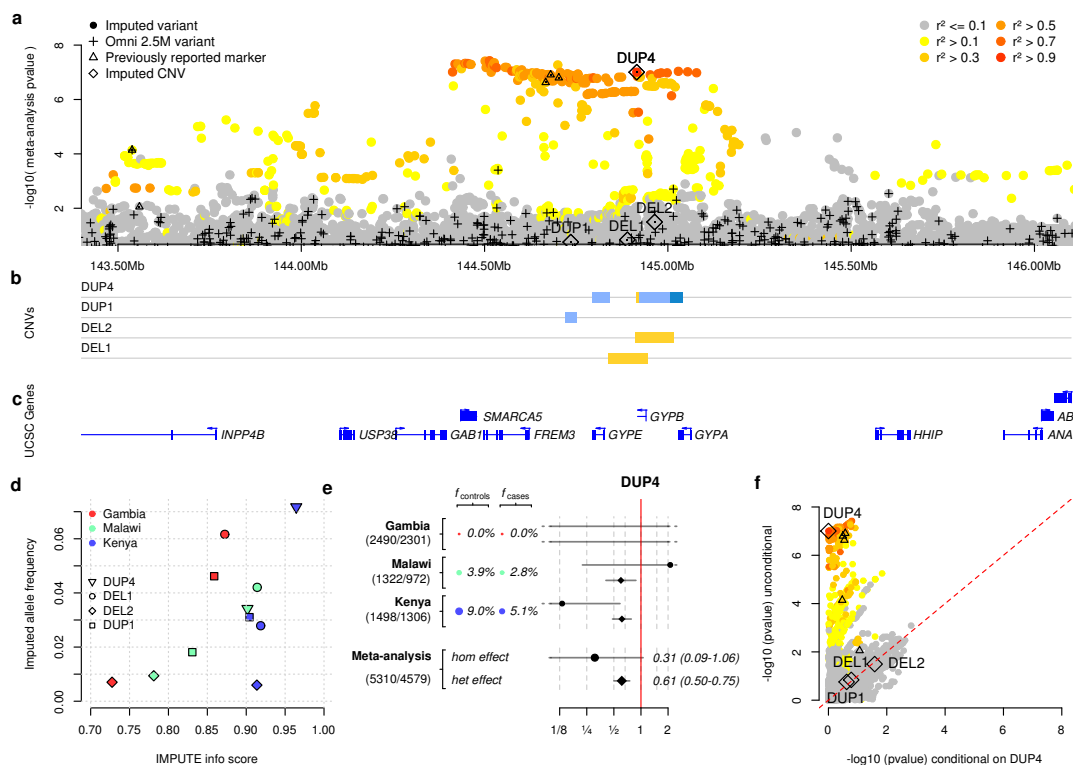 a
-log10( meta-analysis pvalue )
8
6
4
2
Imputed variant
Omni 2.5M variant
Previously reported marker
Imputed CNV
r² <= 0.1
r² > 0.1
r² > 0.3
r² > 0.5
r² > 0.7
r² > 0.9
DUP4
DUP1
DEL1
DEL2
143.50Mb
144.00Mb
144.50Mb
145.00Mb
145.50Mb
146.00Mb
b
CNVs
DUP4
DUP1
DEL2
DEL1
c
UCSC Genes
SMARCA5
GYPB
AB
INPP4B
USP38
GAB1
FREM3
GYPE
GYPA
HHIP
ANA
d
Gambia
Malawi
Kenya
DUP4
DEL1
DEL2
DUP1
Imputed allele frequency
0.06
0.04
0.02
0.00
0.70
0.75
0.80
0.85
0.90
0.95
1.00
IMPUTE info score
e
DUP4
f controls
f cases
Gambia
(2490/2301)
0.0%
0.0%
Malawi
(1322/972)
3.9%
2.8%
Kenya
(1498/1306)
9.0%
5.1%
Meta-analysis
(5310/4579)
hom effect
0.31 (0.09-1.06)
het effect
0.61 (0.50-0.75)
1/8
¼
½
1
2
f
-log10 (pvalue) unconditional
8
6
4
2
0
DUP4
DEL1
DEL2
DUP1
0
2
4
6
8
-log10 (pvalue) conditional on DUP4